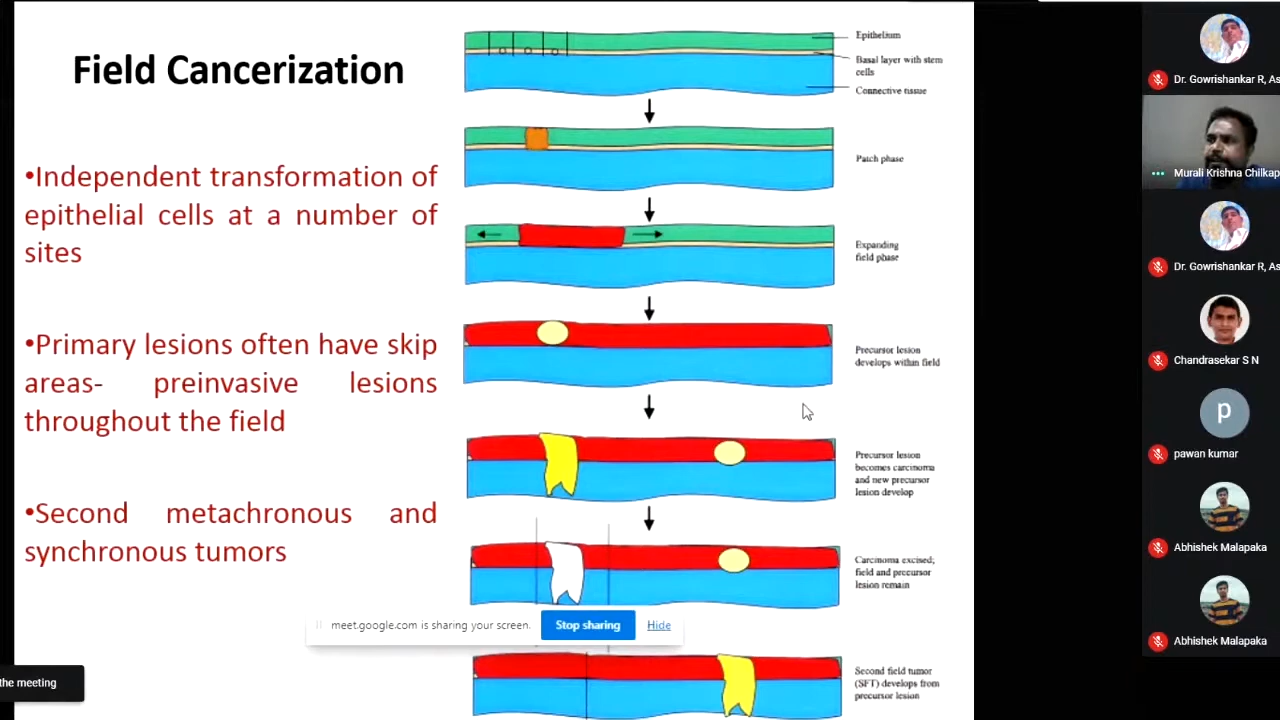 Field Cancerization
•Independent transformation of
epithelial cells at a number of
sites
•Primary lesions often have skip
areas- preinvasive lesions
throughout the field
•Second metachronous and
synchronous tumors
Epithelium
Basal layer with stem
cells
Connective tissue
Patch phase
Expanding
field phase
Precursor lesion
develops within field
Precursor lesion
becomes carcinoma
and new precursor
lesion develop
Carcinoma excised;
field and precursor
lesion remain
Second field tumor
(SFT) develops from
precursor lesion
meet.google.com is sharing your screen.
Stop sharing
Hide
the meeting
Dr. Gowrishankar R, As
Murali Krishna Chilkap
Dr. Gowrishankar R, As
Chandrasekar S N
p
pawan kumar
Abhishek Malapaka
Abhishek Malapaka